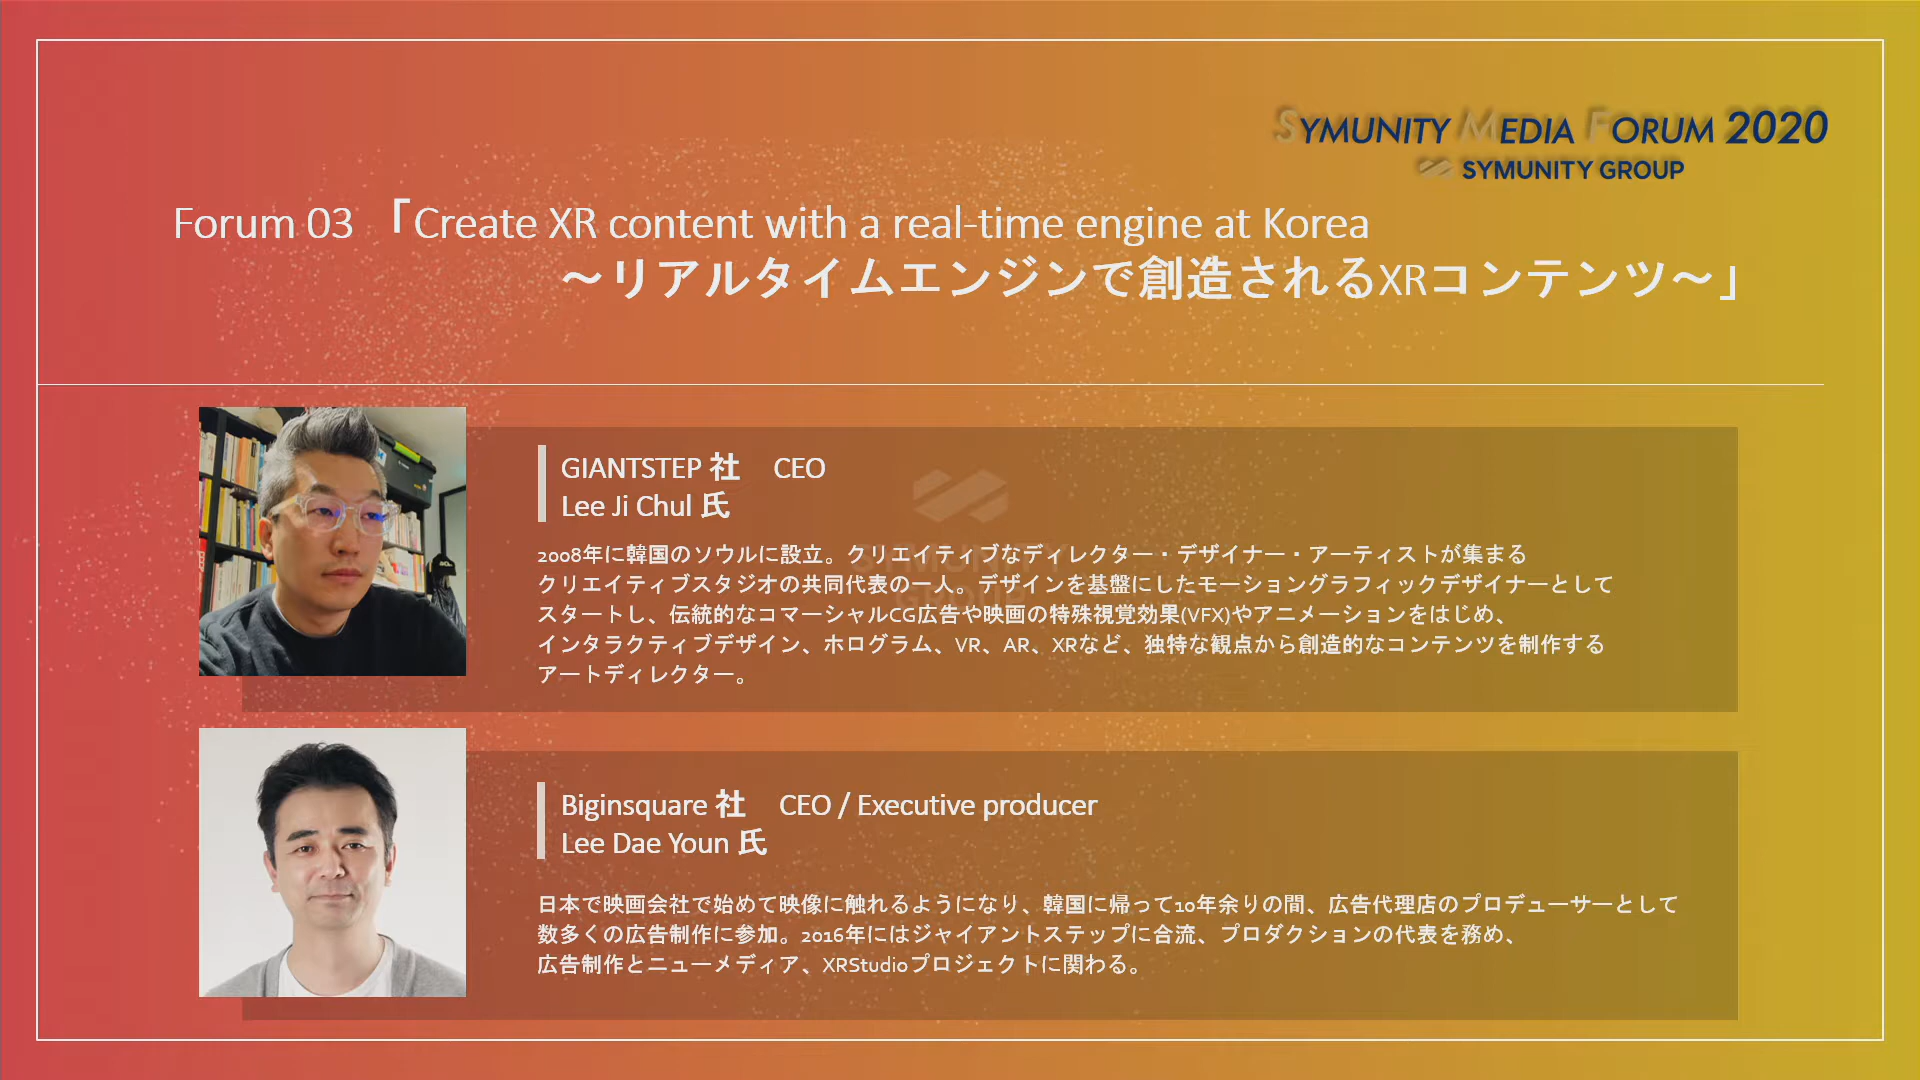 SYMUNITY MEDIA FORUM 2020
SYMUNITY GROUP
Forum 03 「Create XR content with a real-time engine at Korea
～リアルタイムエンジンで創造されるXRコンテンツ～」
GIANTSTEP 社 CEO
Lee Ji Chul 氏
2008年に韓国のソウルに設立。クリエイティブなディレクター・デザイナー・アーティストが集まる
クリエイティブスタジオの共同代表の一人。デザインを基盤にしたモーショングラフィックデザイナーとして
スタートし、伝統的なコマーシャルCG広告や映画の特殊視覚効果(VFX)やアニメーションをはじめ、
インタラクティブデザイン、ホログラム、VR、AR、XRなど、独特な観点から創造的なコンテンツを制作する
アートディレクター。
SYMUNITY
GROUP
Biginsquare 社 CEO / Executive producer
Lee Dae Youn 氏
日本で映画会社で始めて映像に触れるようになり、韓国に帰って10年余りの間、広告代理店のプロデューサーとして
数多くの広告制作に参加。2016年にはジャイアントステップに合流、プロダクションの代表を務め、
広告制作とニューメディア、XRStudioプロジェクトに関わる。